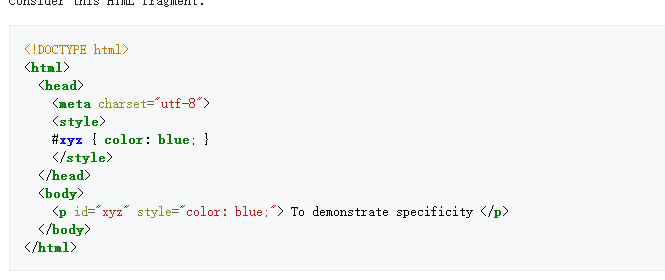 Consider this HTML fragment:
<!DOCTYPE html>
<html>
<head>
<meta charset="utf-8">
<style>
#xyz { color: blue; }
</style>
</head>
<body>
<p id="xyz" style="color: blue;"> To demonstrate specificity </p>
</body>
</html>